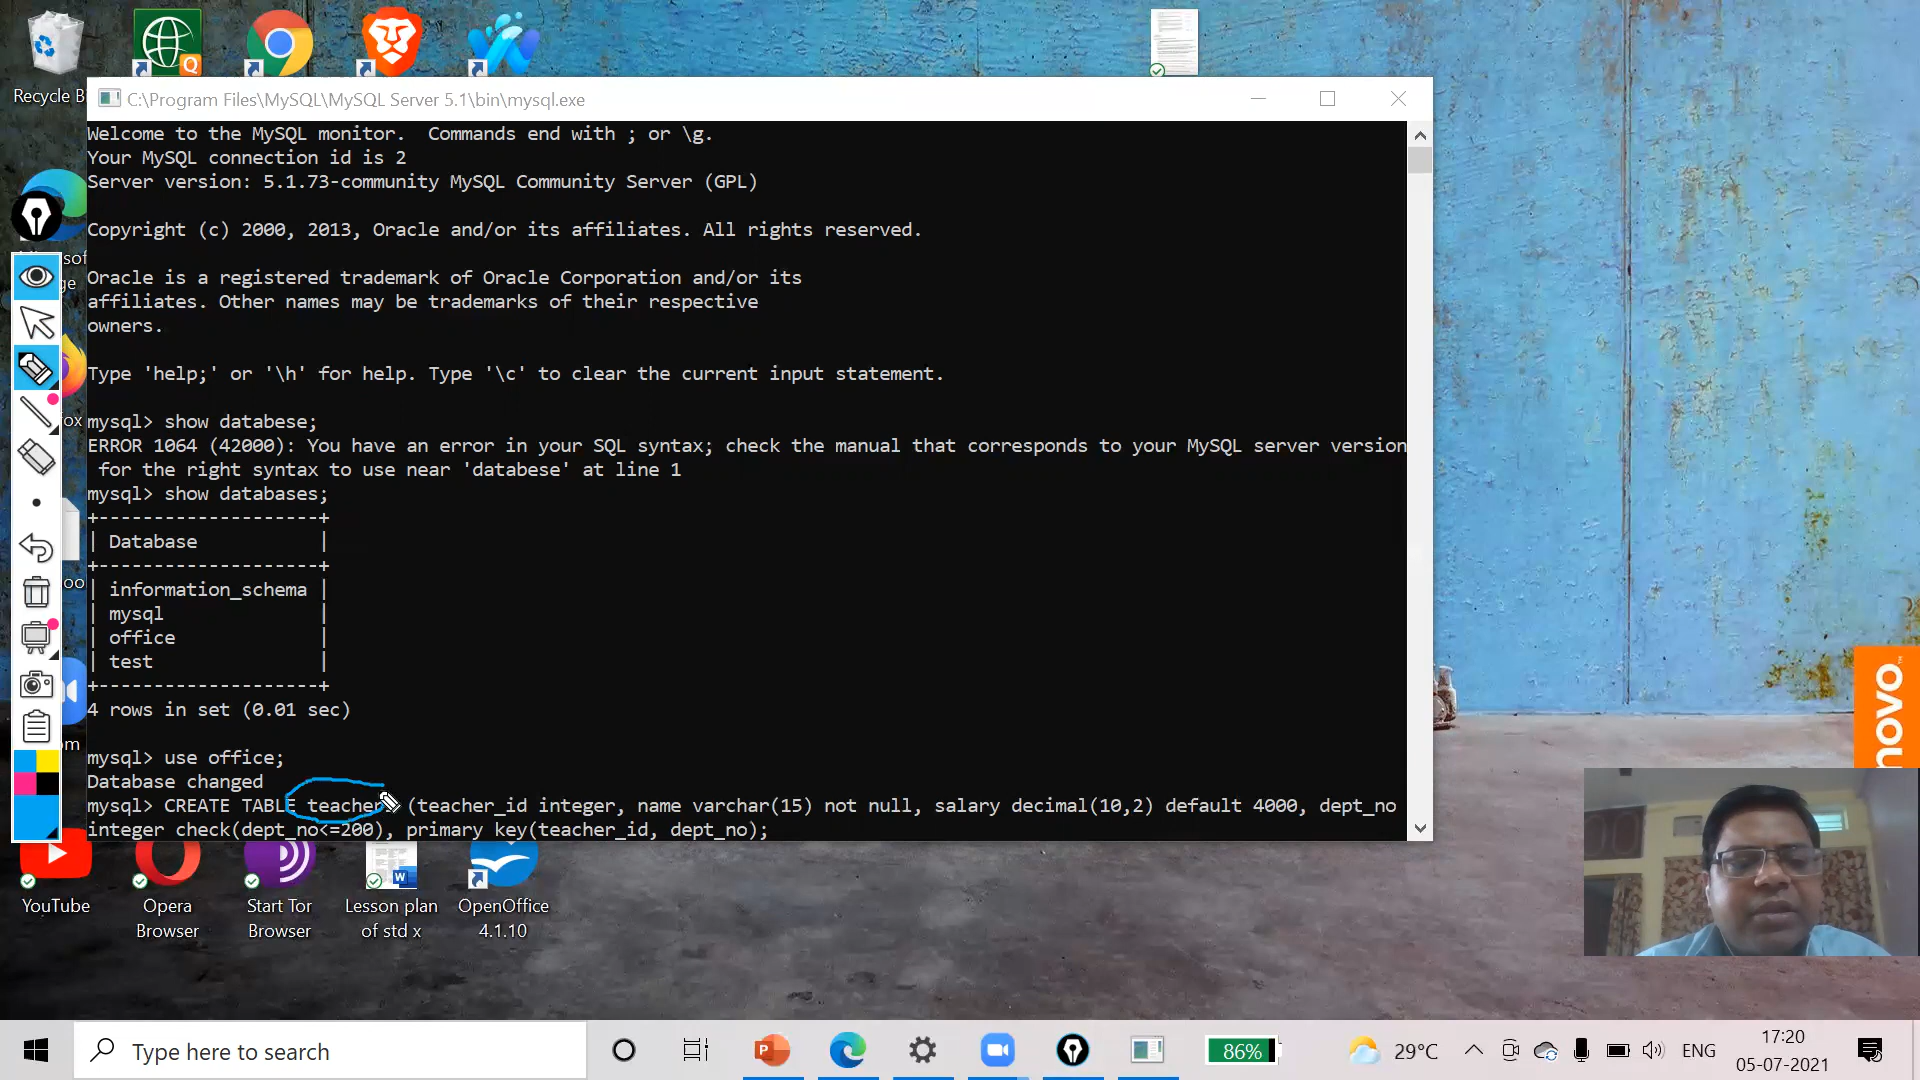 Recycle B
C:\Program Files\MySQL\MySQL Server 5.1\bin\mysql.exe
Welcome to the MySQL monitor.  Commands end with ; or \g.
Your MySQL connection id is 2
Server version: 5.1.73-community MySQL Community Server (GPL)
Copyright (c) 2000, 2013, Oracle and/or its affiliates. All rights reserved.
Oracle is a registered trademark of Oracle Corporation and/or its
affiliates. Other names may be trademarks of their respective
owners.
Type 'help;' or '\h' for help. Type '\c' to clear the current input statement.
mysql> show databese;
ERROR 1064 (42000): You have an error in your SQL syntax; check the manual that corresponds to your MySQL server version
for the right syntax to use near 'databese' at line 1
mysql> show databases;
+--------------------+
| Database           |
+--------------------+
| information_schema |
| mysql              |
| office             |
| test               |
+--------------------+
4 rows in set (0.01 sec)
mysql> use office;
Database changed
mysql> CREATE TABLE teacher (teacher_id integer, name varchar(15) not null, salary decimal(10,2) default 4000, dept_no
integer check(dept_no<=200), primary key(teacher_id, dept_no);
novo
YouTube
Opera
Browser
Start Tor
Browser
Lesson plan
of std x
OpenOffice
4.1.10
Type here to search
86%
29°C
ENG
17:20
05-07-2021